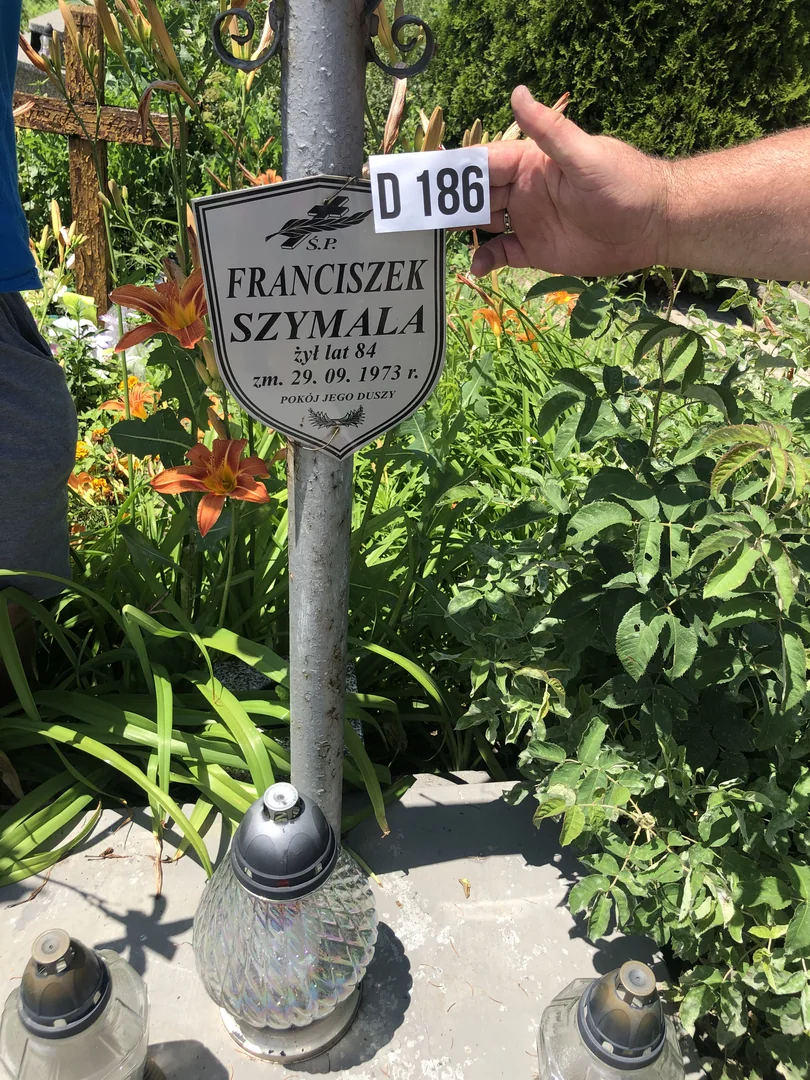 D 186
Ś.P.
FRANCISZEK
SZYMALA
żył lat 84
zm. 29. 09. 1973 r.
POKÓJ JEGO DUSZY